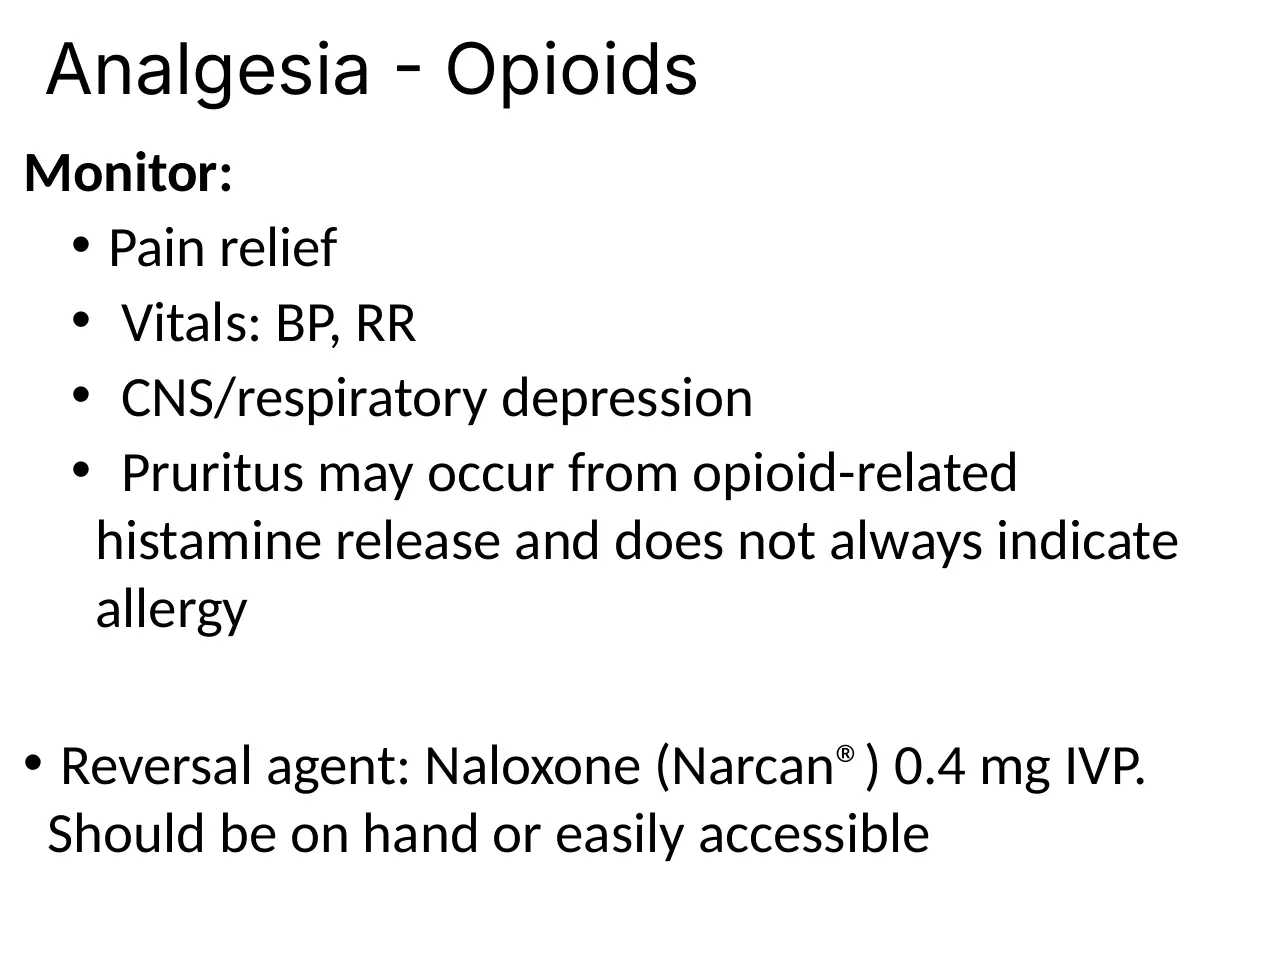 Analgesia - Opioids
Monitor:
• Pain relief
• Vitals: BP, RR
• CNS/respiratory depression
• Pruritus may occur from opioid-related
histamine release and does not always indicate
allergy
• Reversal agent: Naloxone (Narcan®) 0.4 mg IVP.
Should be on hand or easily accessible